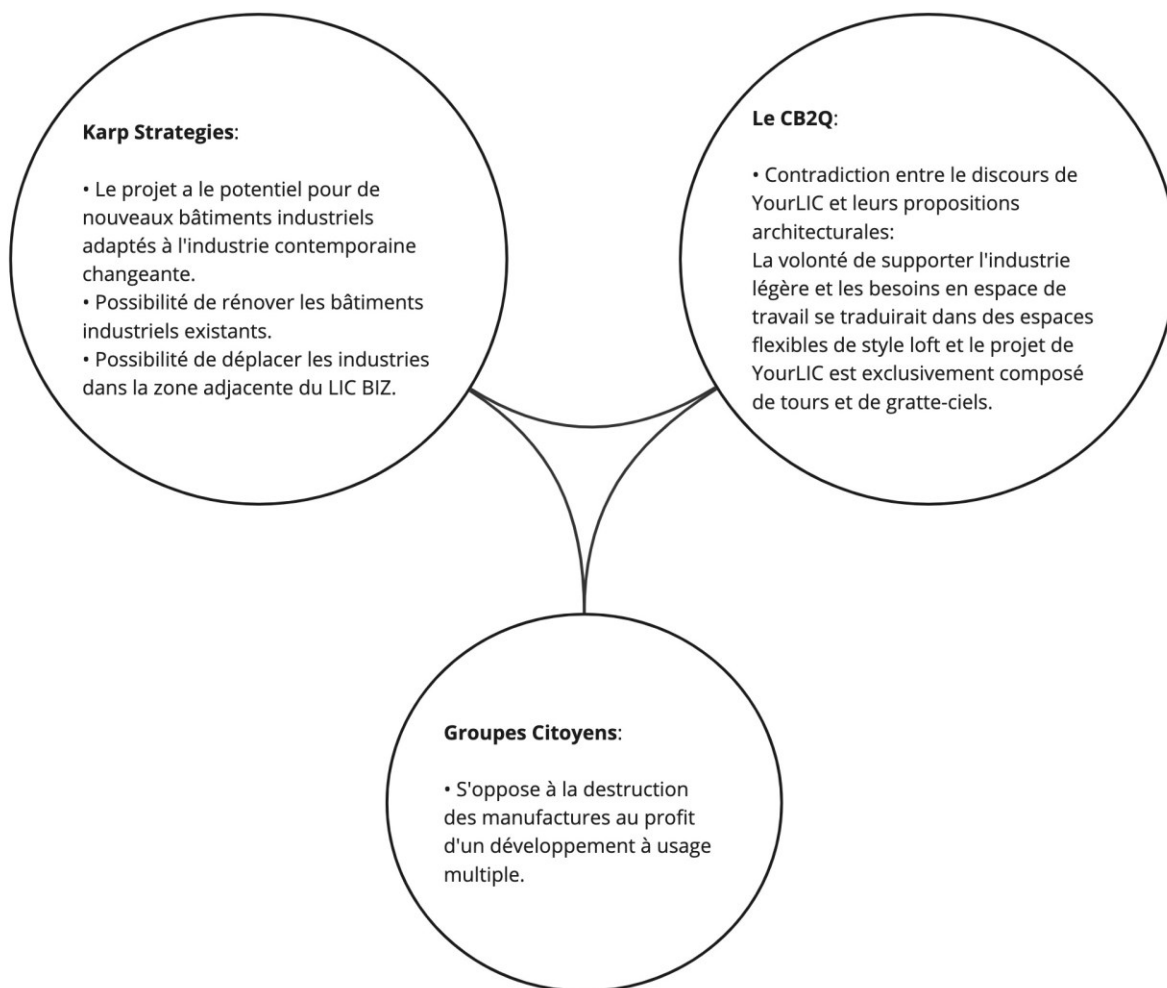 Karp Strategies:
• Le projet a le potentiel pour de
nouveaux bâtiments industriels
adaptés à l'industrie contemporaine
changeante.
• Possibilité de rénover les bâtiments
industriels existants.
• Possibilité de déplacer les industries
dans la zone adjacente du LIC BIZ.
Le CB2Q:
• Contradiction entre le discours de
YourLIC et leurs propositions
architecturales:
La volonté de supporter l'industrie
légère et les besoins en espace de
travail se traduirait dans des espaces
flexibles de style loft et le projet de
YourLIC est exclusivement composé
de tours et de gratte-ciels.
Groupes Citoyens:
• S'oppose à la destruction
des manufactures au profit
d'un développement à usage
multiple.